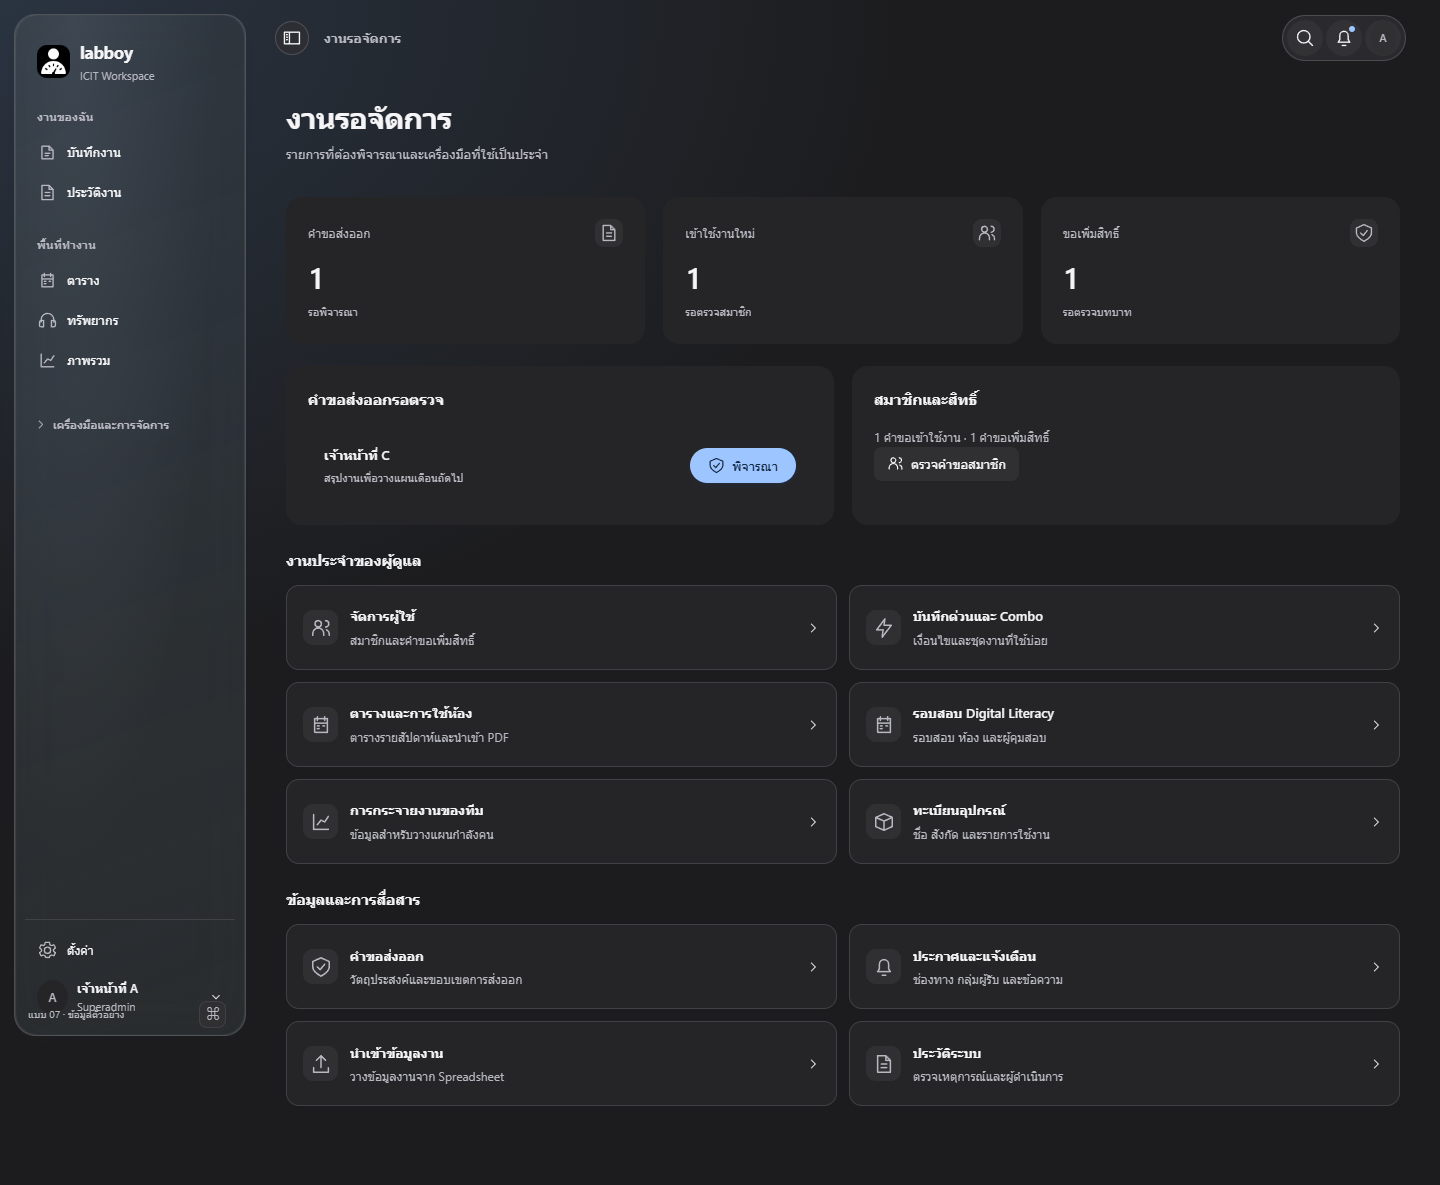 labboy
ICIT Workspace
งานของฉัน
บันทึกงาน
ประวัติงาน
พื้นที่ทำงาน
ตาราง
ทรัพยากร
ภาพรวม
เครื่องมือและการจัดการ
ตั้งค่า
A
เจ้าหน้าที่ A
Superadmin
แบบ 07 · ข้อมูลตัวอย่าง
งานรอจัดการ
A
งานรอจัดการ
รายการที่ต้องพิจารณาและเครื่องมือที่ใช้เป็นประจำ
คำขอส่งออก
1
รอพิจารณา
เข้าใช้งานใหม่
1
รอตรวจสมาชิก
ขอเพิ่มสิทธิ์
1
รอตรวจบทบาท
คำขอส่งออกรอตรวจ
เจ้าหน้าที่ C
สรุปงานเพื่อวางแผนเดือนถัดไป
พิจารณา
สมาชิกและสิทธิ์
1 คำขอเข้าใช้งาน · 1 คำขอเพิ่มสิทธิ์
ตรวจคำขอสมาชิก
งานประจำของผู้ดูแล
จัดการผู้ใช้
สมาชิกและคำขอเพิ่มสิทธิ์
บันทึกด่วนและ Combo
เงื่อนไขและชุดงานที่ใช้บ่อย
ตารางและการใช้ห้อง
ตารางรายสัปดาห์และนำเข้า PDF
รอบสอบ Digital Literacy
รอบสอบ ห้อง และผู้คุมสอบ
การกระจายงานของทีม
ข้อมูลสำหรับวางแผนกำลังคน
ทะเบียนอุปกรณ์
ชื่อ สังกัด และรายการใช้งาน
ข้อมูลและการสื่อสาร
คำขอส่งออก
วัตถุประสงค์และขอบเขตการส่งออก
ประกาศและแจ้งเตือน
ช่องทาง กลุ่มผู้รับ และข้อความ
นำเข้าข้อมูลงาน
วางข้อมูลงานจาก Spreadsheet
ประวัติระบบ
ตรวจเหตุการณ์และผู้ดำเนินการ